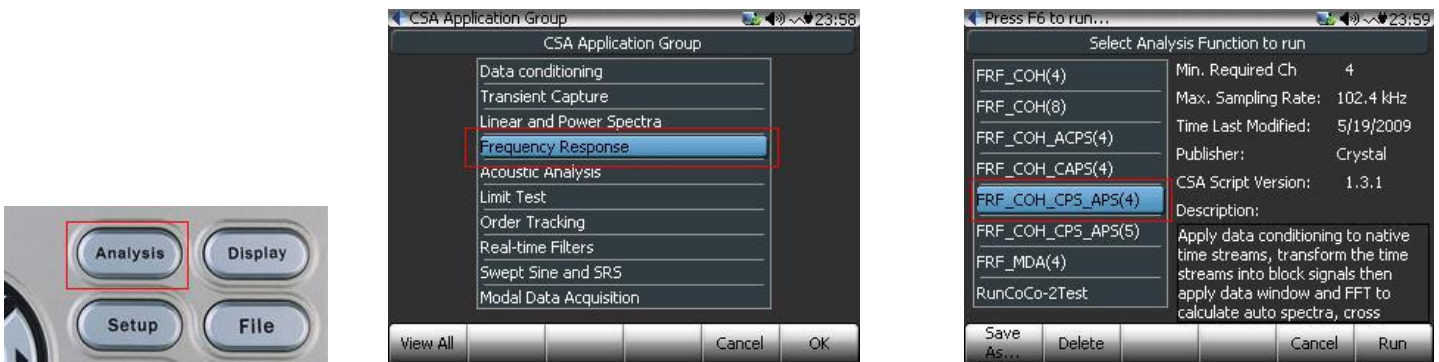 Analysis
Display
Setup
File
CSA Application Group
23:58
CSA Application Group
Data conditioning
Transient Capture
Linear and Power Spectra
Frequency Response
Acoustic Analysis
Limit Test
Order Tracking
Real-time Filters
Swept Sine and SRS
Modal Data Acquisition
View All
Cancel
OK
Press F6 to run...
23:59
Select Analysis Function to run
FRF_COH(4)
FRF_COH(8)
FRF_COH_ACPS(4)
FRF_COH_CAPS(4)
FRF_COH_CPS_APS(4)
FRF_COH_CPS_APS(5)
FRF_MDA(4)
RunCoCo-2Test
Min. Required Ch 4
Max. Sampling Rate: 102.4 kHz
Time Last Modified: 5/19/2009
Publisher: Crystal
CSA Script Version: 1.3.1
Description:
Apply data conditioning to native
time streams, transform the time
streams into block signals then
apply data window and FFT to
calculate auto spectra, cross
Save
As...
Delete
Cancel
Run